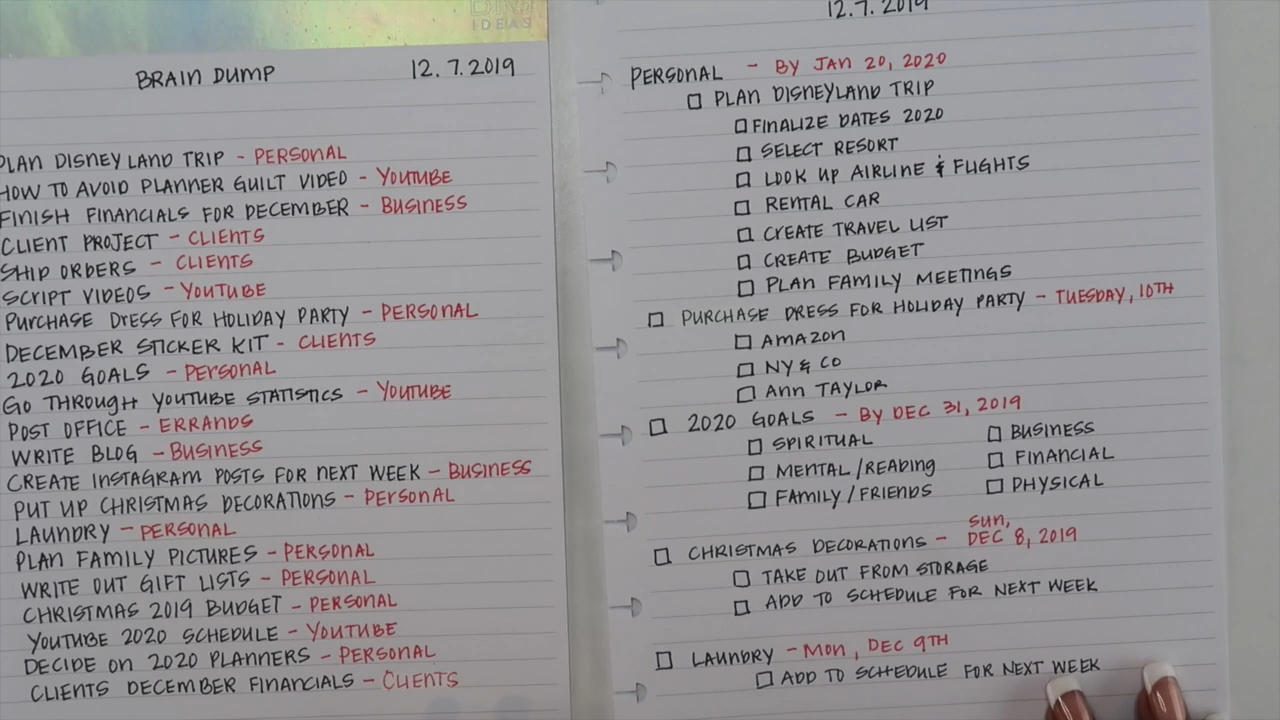 IDEAS
BRAIN DUMP 12.7.2019
PLAN DISNEYLAND TRIP - PERSONAL
HOW TO AVOID PLANNER GUILT VIDEO - YOUTUBE
FINISH FINANCIALS FOR DECEMBER - BUSINESS
CLIENT PROJECT - CLIENTS
SHIP ORDERS - CLIENTS
SCRIPT VIDEOS - YOUTUBE
PURCHASE DRESS FOR HOLIDAY PARTY - PERSONAL
DECEMBER STICKER KIT - CLIENTS
2020 GOALS - PERSONAL
GO THROUGH YOUTUBE STATISTICS - YOUTUBE
POST OFFICE - ERRANDS
WRITE BLOG - BUSINESS
CREATE INSTAGRAM POSTS FOR NEXT WEEK - BUSINESS
PUT UP CHRISTMAS DECORATIONS - PERSONAL
LAUNDRY - PERSONAL
PLAN FAMILY PICTURES - PERSONAL
WRITE OUT GIFT LISTS - PERSONAL
CHRISTMAS 2019 BUDGET - PERSONAL
YOUTUBE 2020 SCHEDULE - YOUTUBE
DECIDE ON 2020 PLANNERS - PERSONAL
CLIENTS DECEMBER FINANCIALS - CLIENTS
12.7.2019
PERSONAL - BY JAN 20, 2020
PLAN DISNEYLAND TRIP
FINALIZE DATES 2020
SELECT RESORT
LOOK UP AIRLINE & FLIGHTS
RENTAL CAR
CREATE TRAVEL LIST
CREATE BUDGET
PLAN FAMILY MEETINGS
PURCHASE DRESS FOR HOLIDAY PARTY - TUESDAY, 10TH
AMAZON
NY & CO
ANN TAYLOR
2020 GOALS - BY DEC 31, 2019
SPIRITUAL BUSINESS
MENTAL/READING FINANCIAL
FAMILY/FRIENDS PHYSICAL
SUN,
CHRISTMAS DECORATIONS - DEC 8, 2019
TAKE OUT FROM STORAGE
ADD TO SCHEDULE FOR NEXT WEEK
LAUNDRY - MON, DEC 9TH
ADD TO SCHEDULE FOR NEXT WEEK